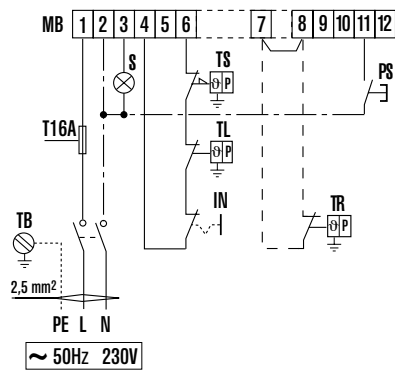 MB 1 2 3 4 5 6 7 8 9 10 11 12
S
TS
ϑ P
PS
T16A
TL
ϑ P
TB
IN
TR
ϑ P
2,5 mm²
PE L N
~ 50Hz 230V